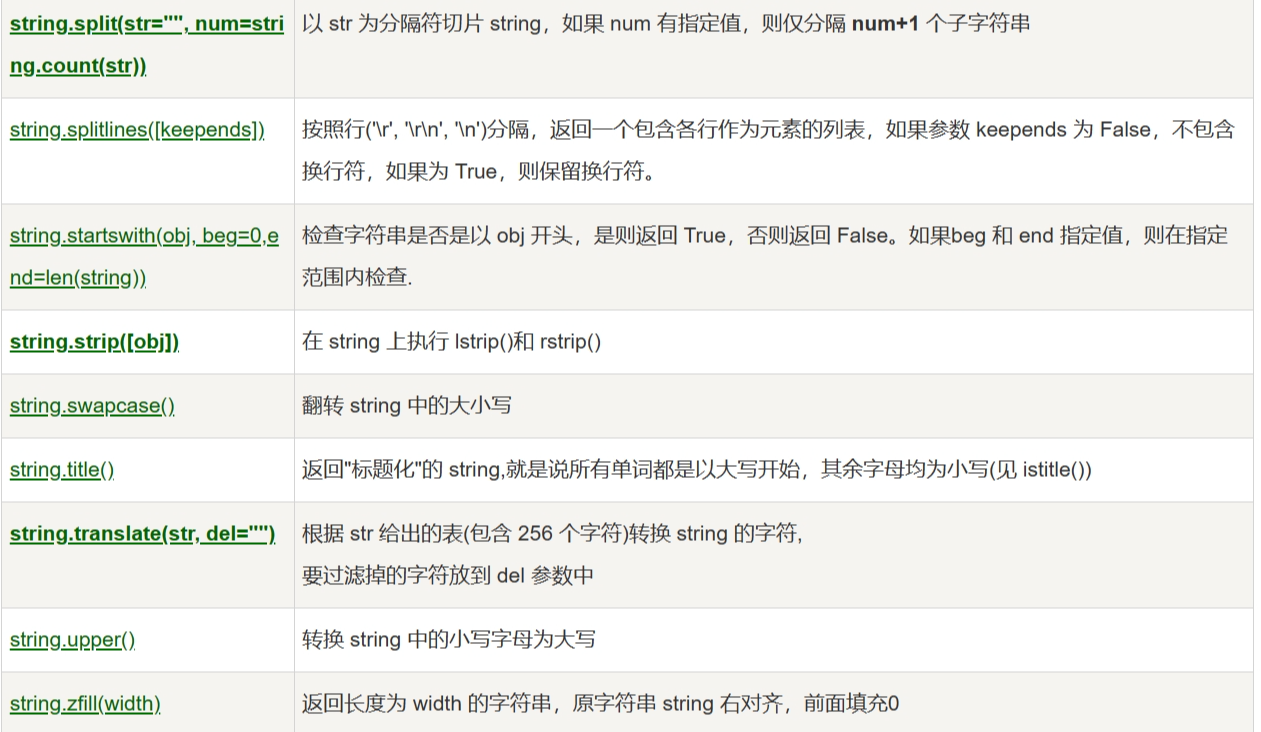 string.split(str="", num=stri
ng.count(str))
以 str 为分隔符切片 string，如果 num 有指定值，则仅分隔 num+1 个子字符串
string.splitlines([keepends])
按照行('\r', '\r\n', '\n')分隔，返回一个包含各行作为元素的列表，如果参数 keepends 为 False，不包含
换行符，如果为 True，则保留换行符。
string.startswith(obj, beg=0,e
nd=len(string))
检查字符串是否是以 obj 开头，是则返回 True，否则返回 False。如果beg 和 end 指定值，则在指定
范围内检查.
string.strip([obj])
在 string 上执行 lstrip()和 rstrip()
string.swapcase()
翻转 string 中的大小写
string.title()
返回"标题化"的 string,就是说所有单词都是以大写开始，其余字母均为小写(见 istitle())
string.translate(str, del="")
根据 str 给出的表(包含 256 个字符)转换 string 的字符,
要过滤掉的字符放到 del 参数中
string.upper()
转换 string 中的小写字母为大写
string.zfill(width)
返回长度为 width 的字符串，原字符串 string 右对齐，前面填充0